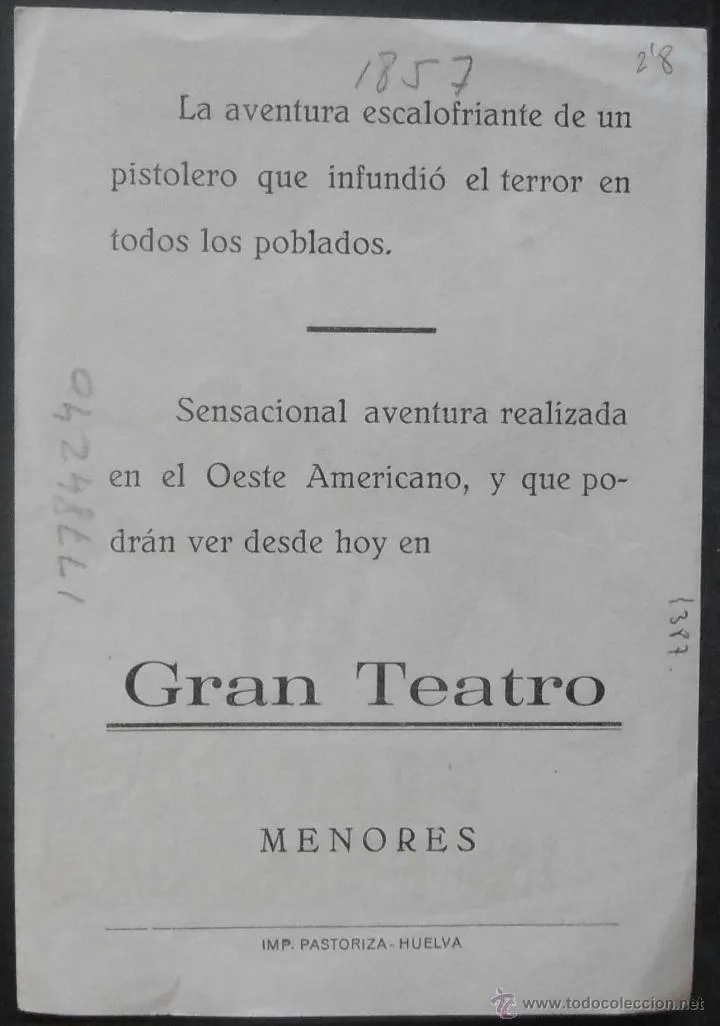 1857
2'8
La aventura escalofriante de un
pistolero que infundió el terror en
todos los poblados.
Sensacional aventura realizada
en el Oeste Americano, y que po-
drán ver desde hoy en
Gran Teatro
MENORES
IMP. PASTORIZA-HUELVA
17784240
1387.
www.todocoleccion.net